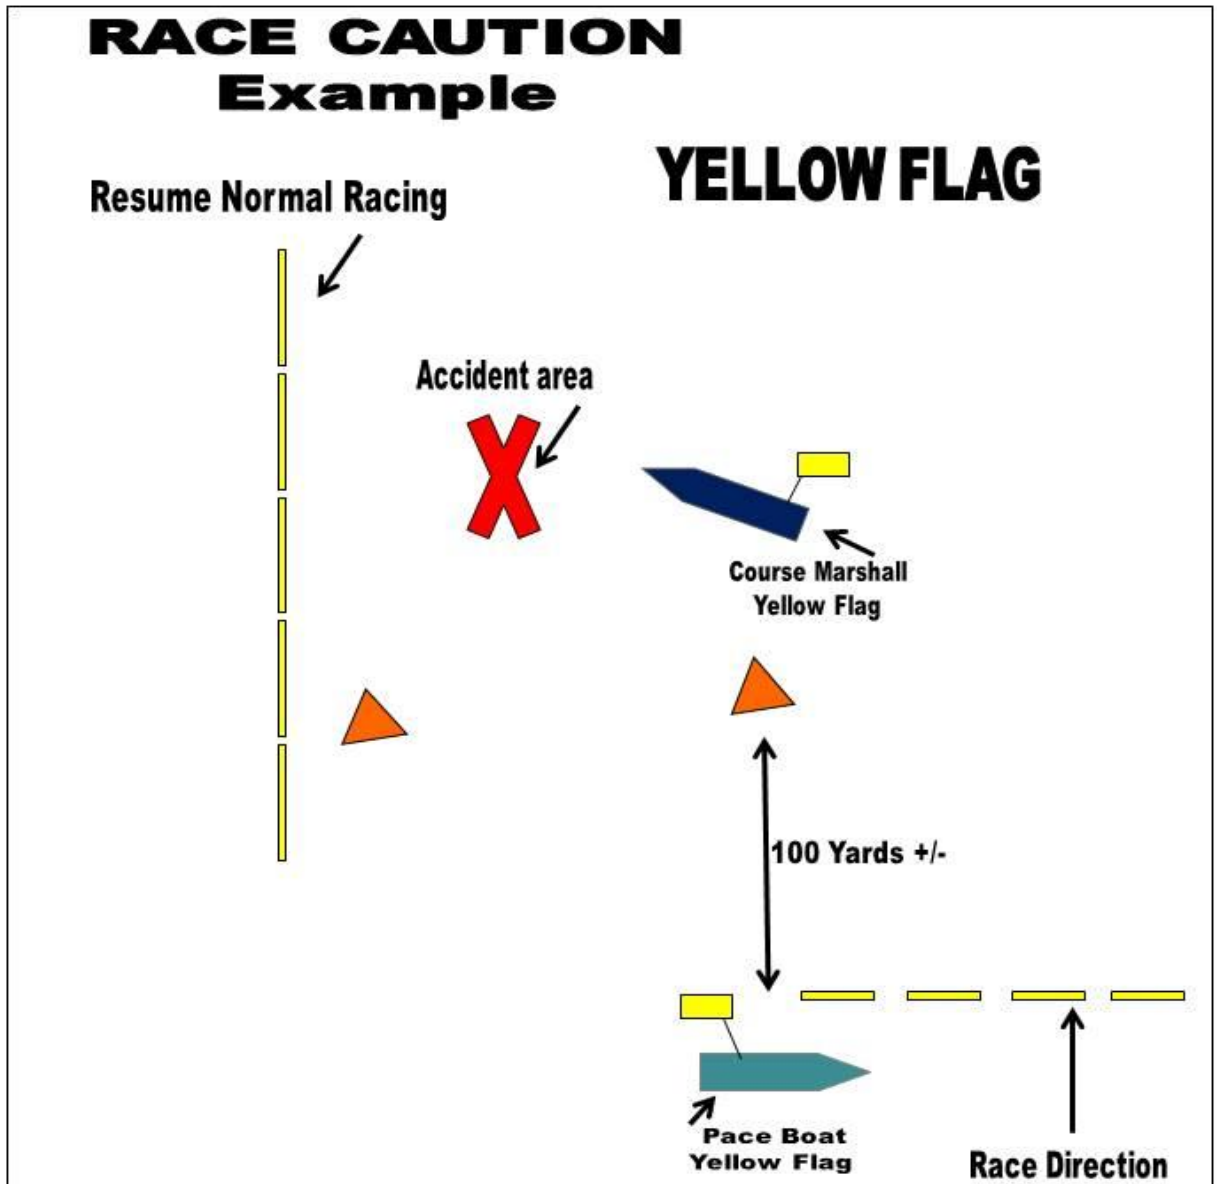 RACE CAUTION
Example
YELLOW FLAG
Resume Normal Racing
Accident area
Course Marshall
Yellow Flag
100 Yards +/-
Pace Boat
Yellow Flag
Race Direction